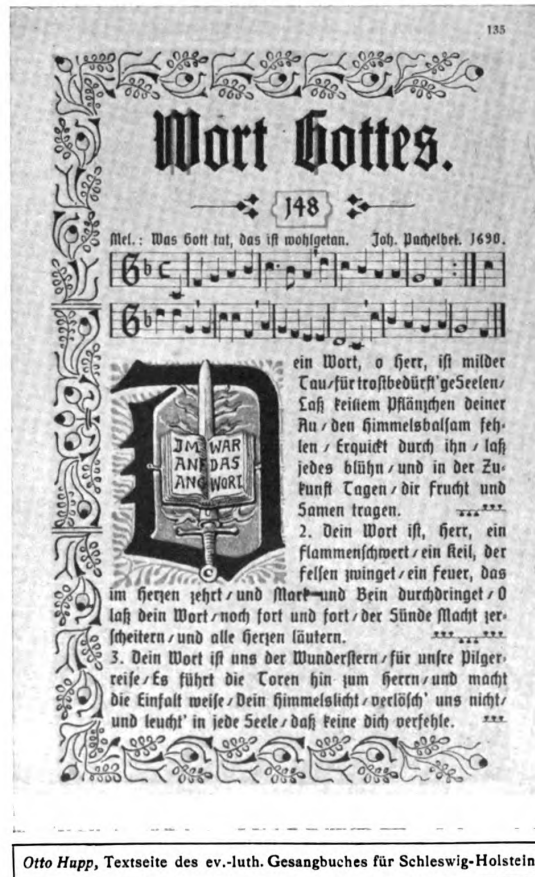 135
Wort Gottes.
148
Mel.: Was Gott tut, das ist wohlgetan. Joh. Pachelbel. 1690.
IM WAR
ANF DAS
ANG WORT
Dein Wort, o Herr, ist milder
Tau/für trostbedürft'ge Seelen/
Laß keinem Pflänzchen deiner
Au/den Himmelsbalsam feh-
len/Erquickt durch ihn/laß
jedes blühn/und in der Zu-
kunft Tagen/dir Frucht und
Samen tragen.
2. Dein Wort ist, Herr, ein
Flammenschwert/ein Keil, der
Felsen zwinget/ein Feuer, das
im Herzen zehrt/und Mark und Bein durchdringet/O
laß dein Wort/noch fort und fort/der Sünde Macht zer-
scheitern/und alle Herzen läutern.
3. Dein Wort ist uns der Wunderstern/für unsre Pilger-
reise/Es führt die Toren hin zum Herrn/und macht
die Einfalt weise/Dein Himmelslicht/verlösch' uns nicht/
und leucht' in jede Seele/daß keine dich verfehle.
Otto Hupp, Textseite des ev.-luth. Gesangbuches für Schleswig-Holstein